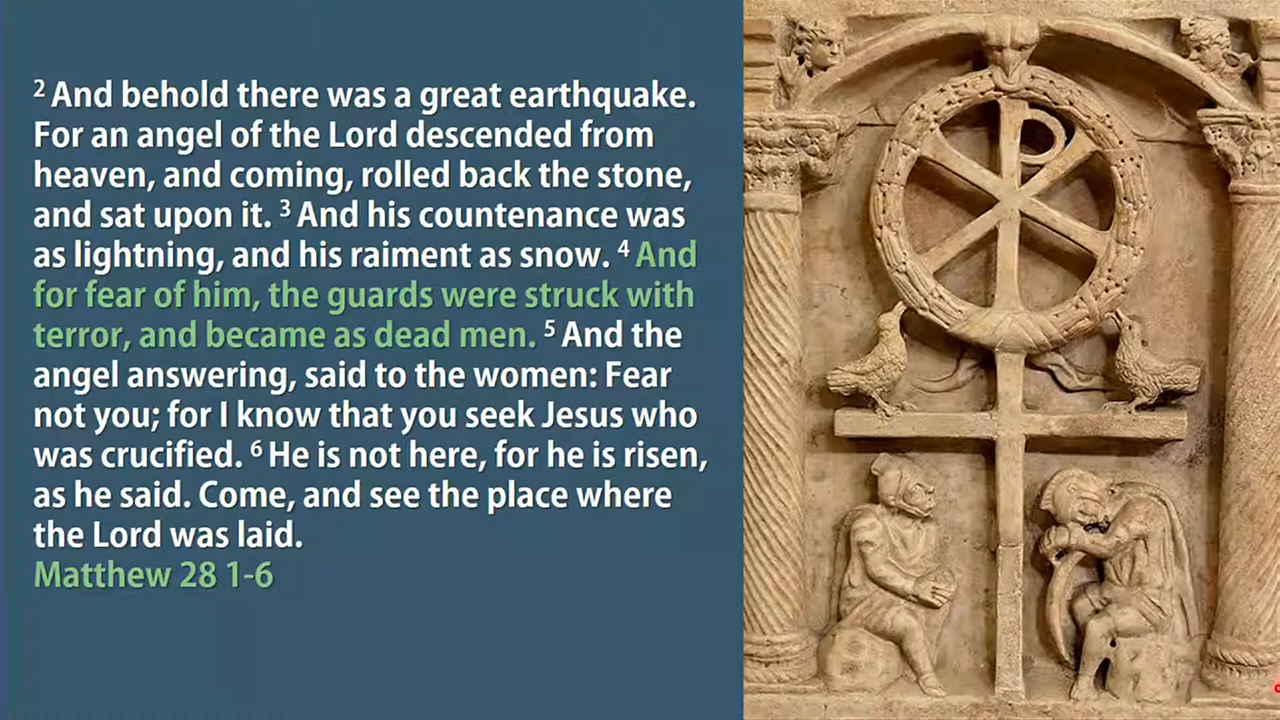 2 And behold there was a great earthquake.
For an angel of the Lord descended from
heaven, and coming, rolled back the stone,
and sat upon it. 3 And his countenance was
as lightning, and his raiment as snow. 4 And
for fear of him, the guards were struck with
terror, and became as dead men. 5 And the
angel answering, said to the women: Fear
not you; for I know that you seek Jesus who
was crucified. 6 He is not here, for he is risen,
as he said. Come, and see the place where
the Lord was laid.
Matthew 28 1-6